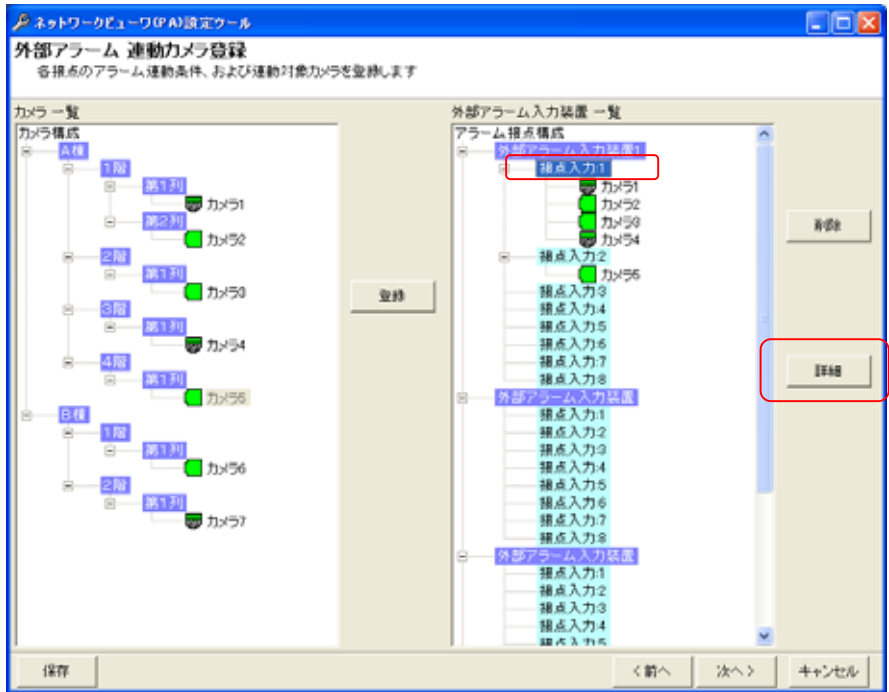 ネットワークビューワ(PA)設定ツール
外部アラーム 連動カメラ登録
各接点のアラーム連動条件、および連動対象カメラを登録します
カメラ 一覧
カメラ構成
A棟
1階
第1列
カメラ1
第2列
カメラ2
2階
第1列
カメラ3
3階
第1列
カメラ4
4階
第1列
カメラ5
B棟
1階
第1列
カメラ6
2階
第1列
カメラ7
登録
外部アラーム入力装置 一覧
アラーム接点構成
外部アラーム入力装置1
接点入力:1
カメラ1
カメラ2
カメラ3
カメラ4
接点入力:2
カメラ5
接点入力:3
接点入力:4
接点入力:5
接点入力:6
接点入力:7
接点入力:8
外部アラーム入力装置
接点入力:1
接点入力:2
接点入力:3
接点入力:4
接点入力:5
接点入力:6
接点入力:7
接点入力:8
外部アラーム入力装置
接点入力:1
接点入力:2
接点入力:3
接点入力:4
接点入力:5
削除
詳細
保存
<前へ
次へ>
キャンセル